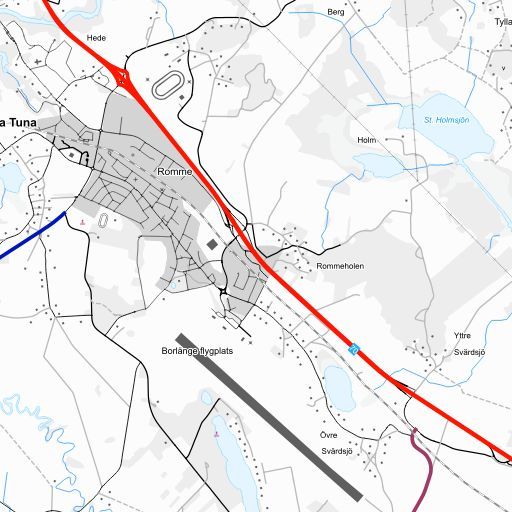 Berg
Tylla
Hede
St. Holmsjön
a Tuna
Holm
Romme
Rommeholen
Yttre
Svärdsjö
Borlänge flygplats
Övre
Svärdsjö